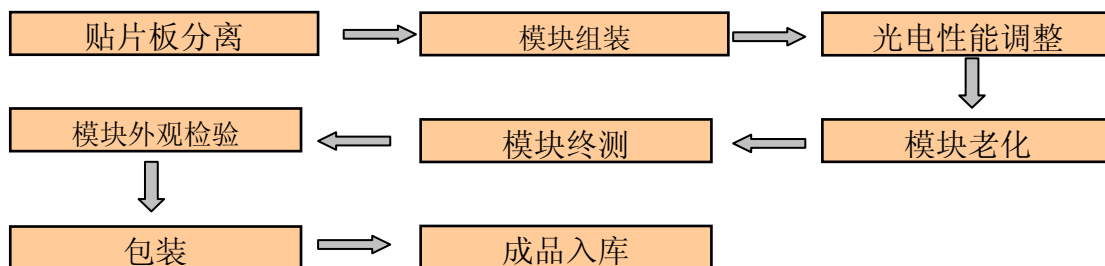 贴片板分离
模块组装
光电性能调整
模块老化
模块终测
模块外观检验
包装
成品入库